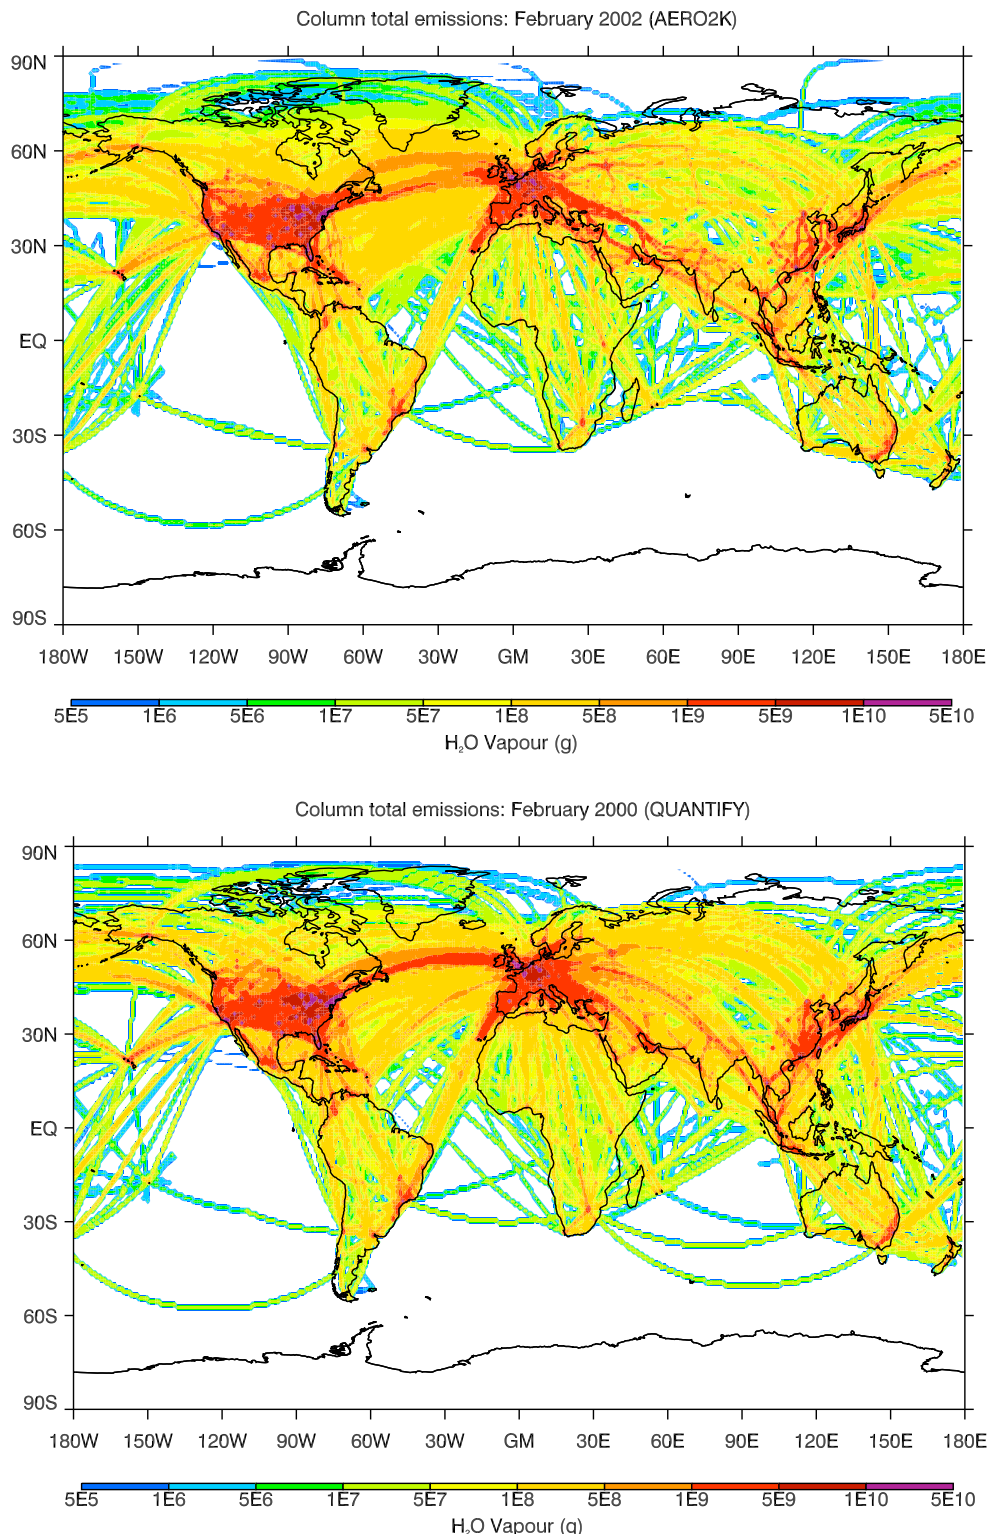 Column total emissions: February 2002 (AERO2K)
90N
60N
30N
EQ
30S
60S
90S
180W 150W 120W 90W 60W 30W GM 30E 60E 90E 120E 150E 180E
5E5 1E6 5E6 1E7 5E7 1E8 5E8 1E9 5E9 1E10 5E10
H₂O Vapour (g)
Column total emissions: February 2000 (QUANTIFY)
90N
60N
30N
EQ
30S
60S
90S
180W 150W 120W 90W 60W 30W GM 30E 60E 90E 120E 150E 180E
5E5 1E6 5E6 1E7 5E7 1E8 5E8 1E9 5E9 1E10 5E10
H₂O Vapour (g)